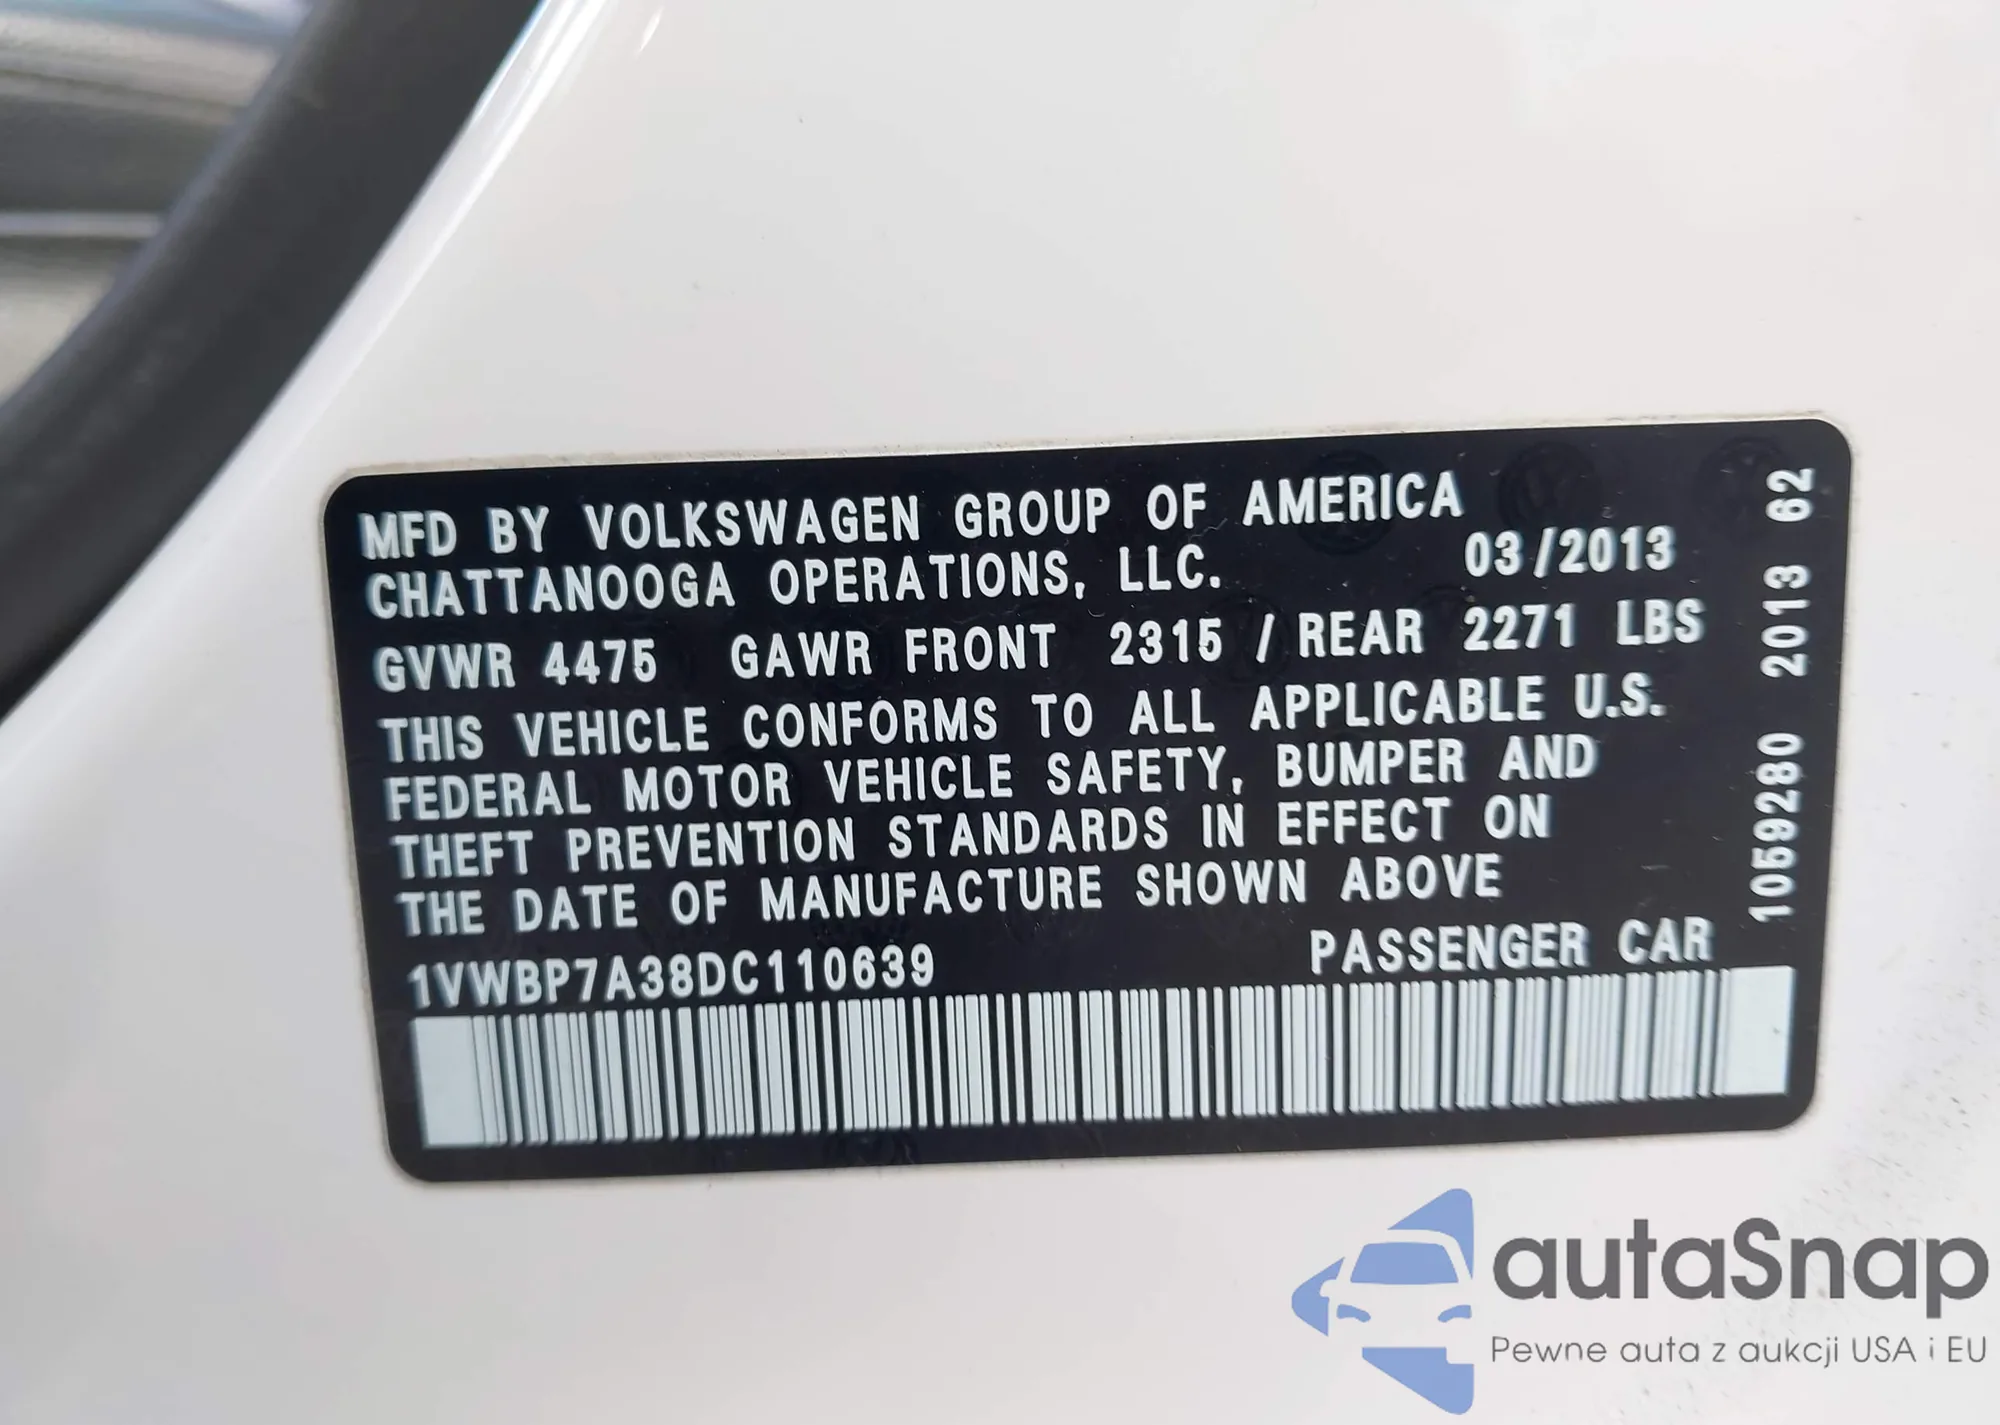 MFD BY VOLKSWAGEN GROUP OF AMERICA
CHATTANOOGA OPERATIONS, LLC. 03/2013
GVWR 4475 GAWR FRONT 2315 / REAR 2271 LBS
THIS VEHICLE CONFORMS TO ALL APPLICABLE U.S.
FEDERAL MOTOR VEHICLE SAFETY, BUMPER AND
THEFT PREVENTION STANDARDS IN EFFECT ON
THE DATE OF MANUFACTURE SHOWN ABOVE
1VWBP7A38DC110639 PASSENGER CAR
1059280 2013 62
autaSnap
Pewne auta z aukcji USA i EU